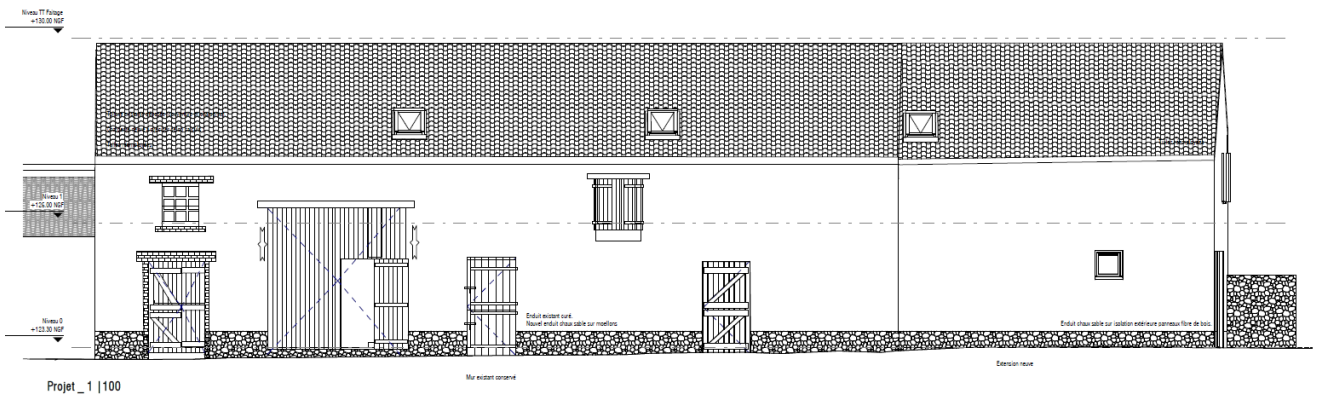 Niveau TT Faitage
+130.00 NGF
Niveau 1
+126.00 NGF
Niveau 0
+123.30 NGF
Enduit existant curé.
Nouvel enduit chaux sable sur moellons.
Enduit chaux sable sur isolation extérieure panneaux fibre de bois.
Mur existant conservé
Extension neuve
Projet _ 1 | 100